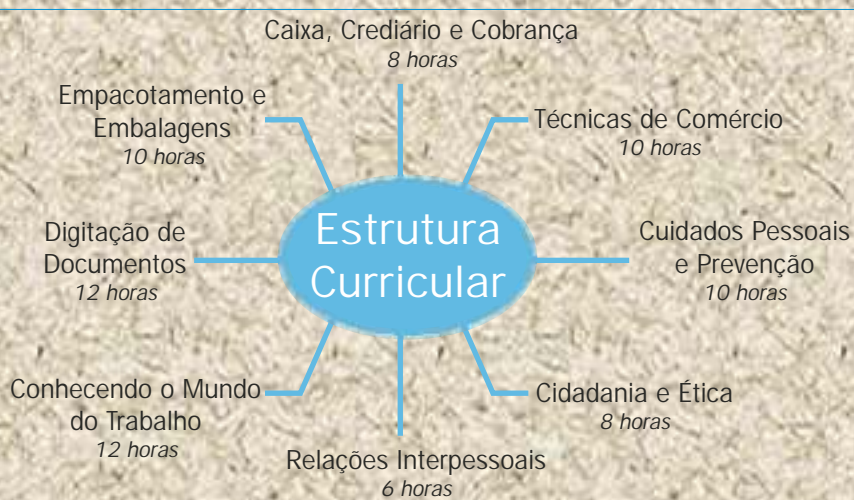 Caixa, Crediário e Cobrança
8 horas
Técnicas de Comércio
10 horas
Cuidados Pessoais
e Prevenção
10 horas
Cidadania e Ética
8 horas
Relações Interpessoais
6 horas
Conhecendo o Mundo
do Trabalho
12 horas
Digitação de
Documentos
12 horas
Empacotamento e
Embalagens
10 horas
Estrutura
Curricular